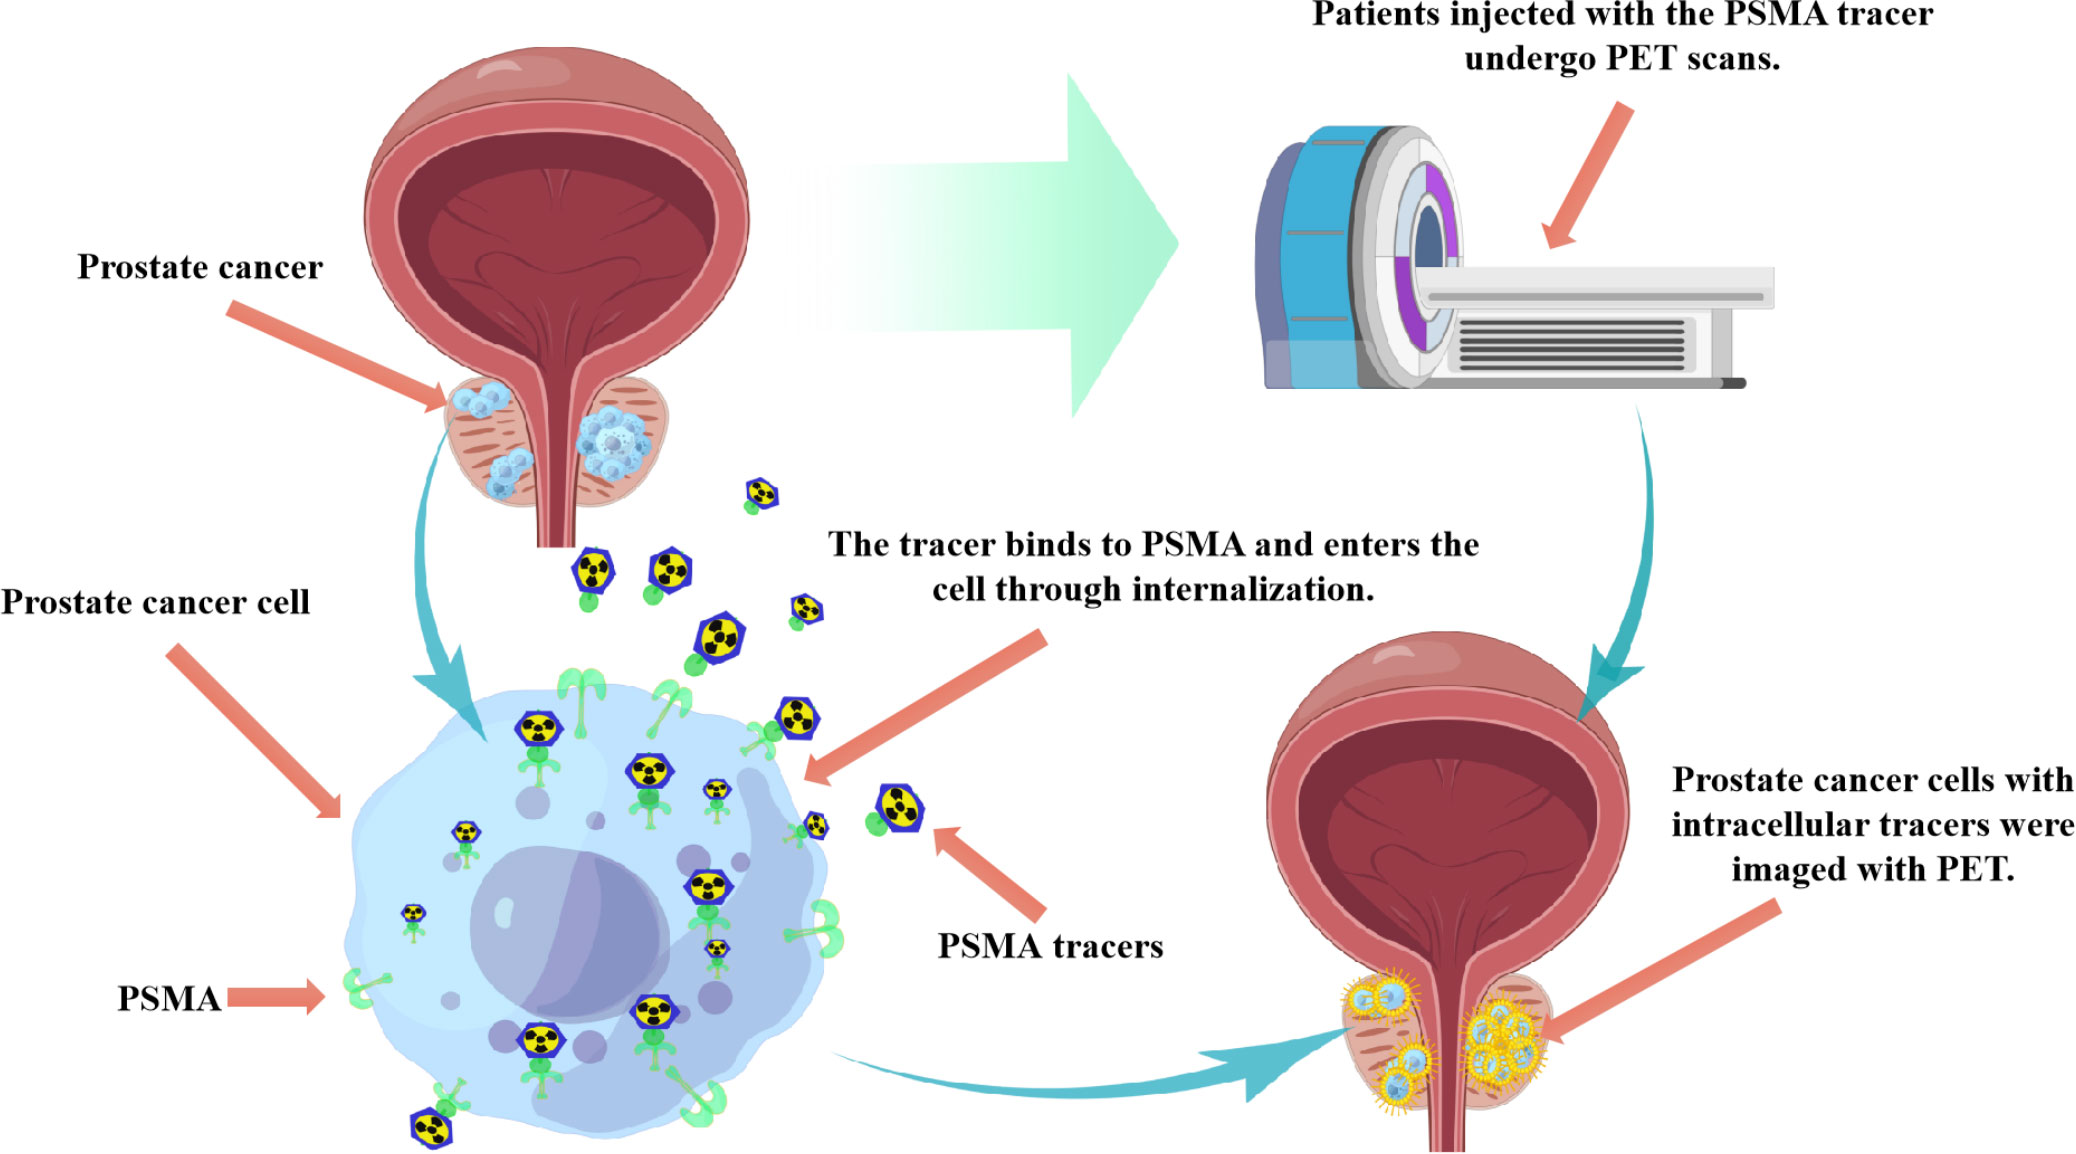 Patients injected with the PSMA tracer
undergo PET scans.
Prostate cancer
The tracer binds to PSMA and enters the
cell through internalization.
Prostate cancer cell
Prostate cancer cells with
intracellular tracers were
imaged with PET.
PSMA tracers
PSMA